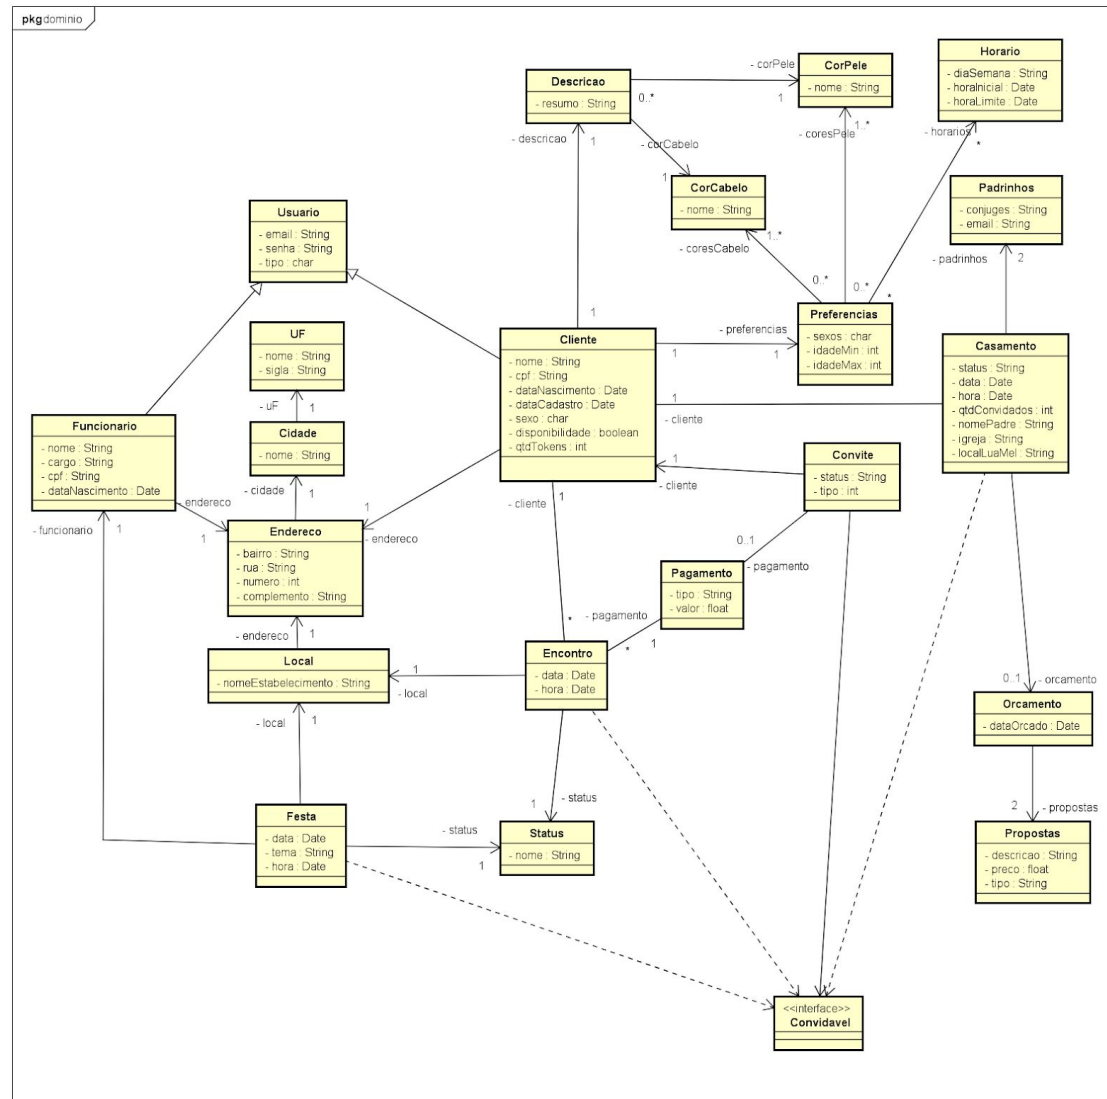 pkg dominio
Horario
- diaSemana : String
- horaInicial : Date
- horaLimite : Date
CorPele
- nome : String
Descricao
- resumo : String
- corPele
0..*
1
- descricao
1
- corCabelo
1
- coresPele
1..*
- horarios
*
CorCabelo
- nome : String
Padrinhos
- conjuges : String
- email : String
Usuario
- email : String
- senha : String
- tipo : char
- coresCabelo
1..*
- padrinhos
2
0..*
0..*
*
Preferencias
- sexos : char
- idadeMin : int
- idadeMax : int
UF
- nome : String
- sigla : String
1
Cliente
- nome : String
- cpf : String
- dataNascimento : Date
- dataCadastro : Date
- sexo : char
- disponibilidade : boolean
- qtdTokens : int
- preferencias
1
1
Casamento
- status : String
- data : Date
- hora : Date
- qtdConvidados : int
- nomePadre : String
- igreja : String
- localLuaMel : String
- uF
1
1
- cliente
Funcionario
- nome : String
- cargo : String
- cpf : String
- dataNascimento : Date
Cidade
- nome : String
Convite
- status : String
- tipo : int
1
- cliente
- cidade
1
- endereco
1
- funcionario
1
1
- endereco
- cliente
1
Endereco
- bairro : String
- rua : String
- numero : int
- complemento : String
0..1
- pagamento
Pagamento
- tipo : String
- valor : float
- pagamento
1
*
*
- endereco
1
Local
- nomeEstabelecimento : String
Encontro
- data : Date
- hora : Date
1
- local
- local
1
0..1
- orcamento
Orcamento
- dataOrcado : Date
1
- status
2
- propostas
Festa
- data : Date
- tema : String
- hora : Date
- status
1
Status
- nome : String
Propostas
- descricao : String
- preco : float
- tipo : String
<<interface>>
Convidavel